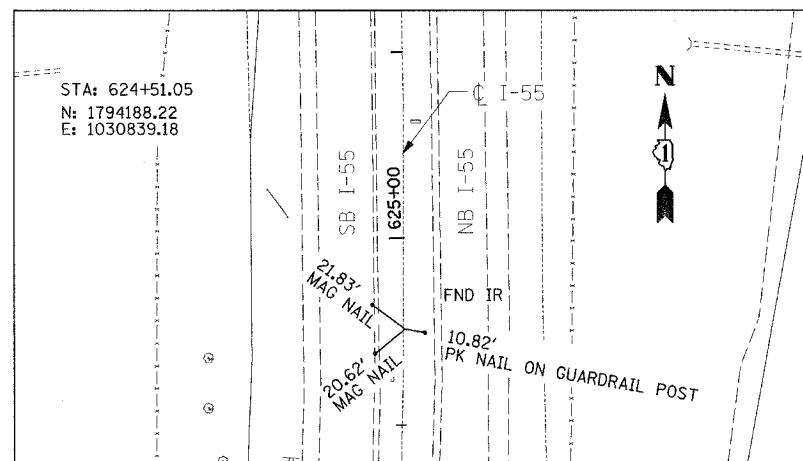 STA: 624+51.05
N: 1794188.22
E: 1030839.18
℄ I-55
N
1
SB I-55
625+00
NB I-55
21.83'
MAG NAIL
FND IR
10.82'
PK NAIL ON GUARDRAIL POST
20.62'
MAG NAIL